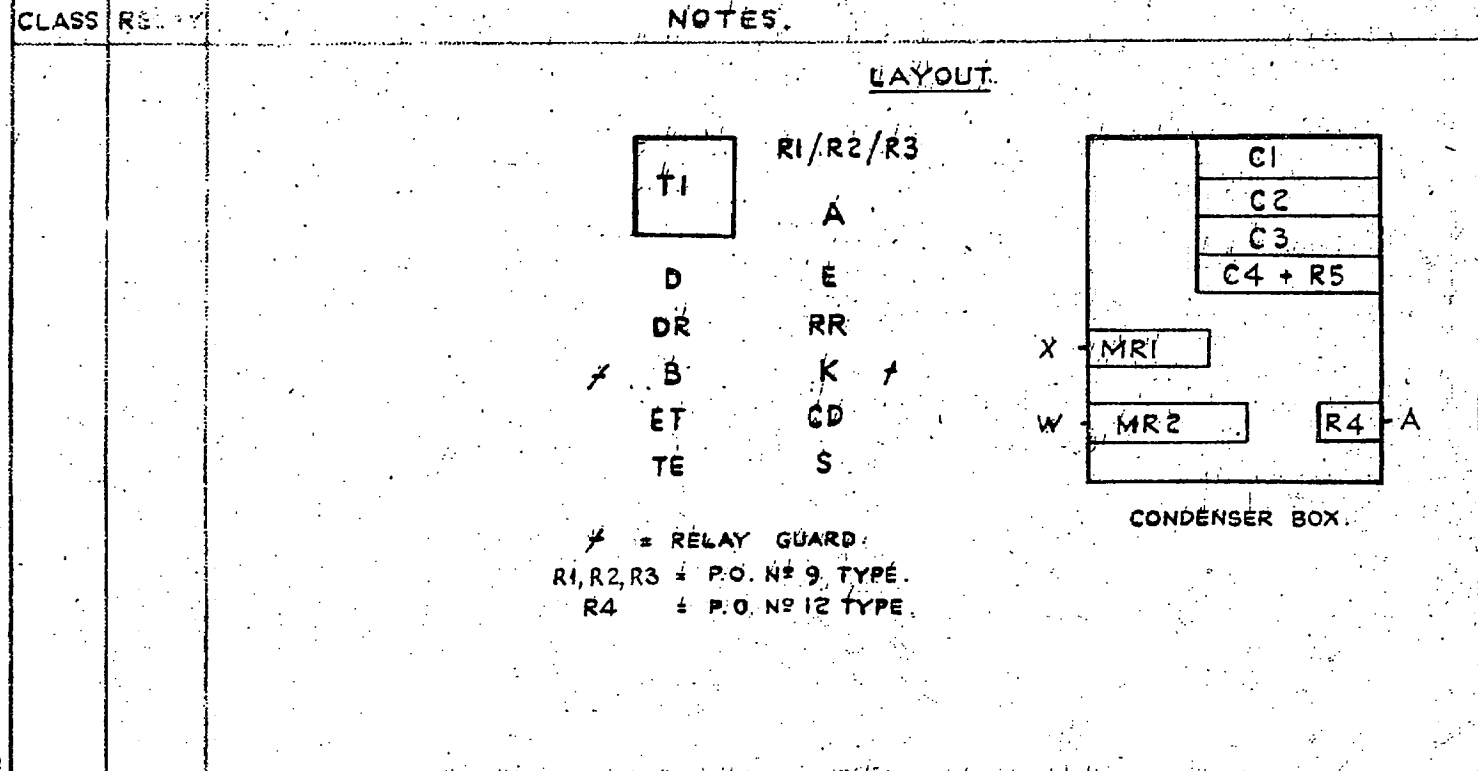 CLASS
NOTES.
LAYOUT.
T1
R1/R2/R3
A
D E
DR RR
≠ B K ≠
ET CD
TE S
≠ = RELAY GUARD.
R1, R2, R3 = P.O. Nº 9 TYPE.
R4 = P.O. Nº 12 TYPE.
C1
C2
C3
C4 + R5
X MR1
W MR2 R4 A
CONDENSER BOX.